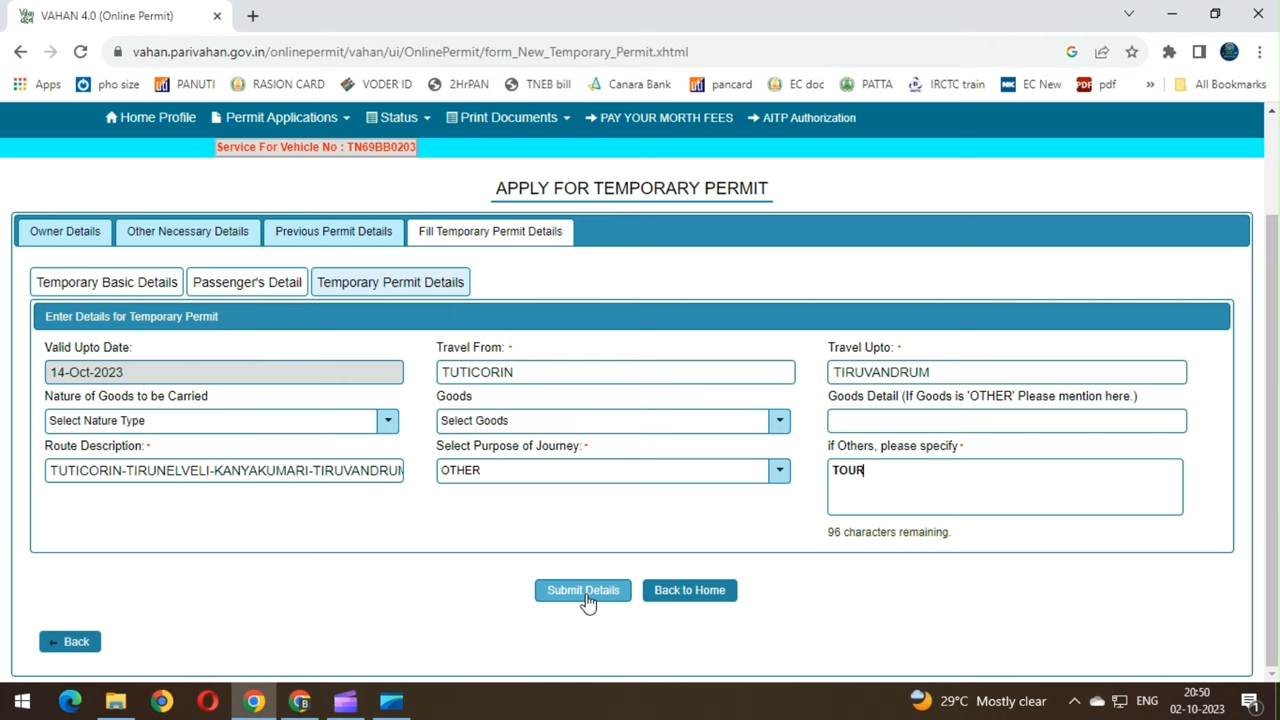 VAHAN 4.0 (Online Permit)
vahan.parivahan.gov.in/onlinepermit/vahan/ui/OnlinePermit/form_New_Temporary_Permit.xhtml
Apps pho size PANUTI RASION CARD VODER ID 2HrPAN TNEB bill Canara Bank pancard EC doc PATTA IRCTC train EC New pdf » All Bookmarks
Home Profile Permit Applications Status Print Documents PAY YOUR MORTH FEES AITP Authorization
Service For Vehicle No : TN69BB0203
APPLY FOR TEMPORARY PERMIT
Owner Details Other Necessary Details Previous Permit Details Fill Temporary Permit Details
Temporary Basic Details Passenger's Detail Temporary Permit Details
Enter Details for Temporary Permit
Valid Upto Date: Travel From: * Travel Upto: *
14-Oct-2023 TUTICORIN TIRUVANDRUM
Nature of Goods to be Carried Goods Goods Detail (If Goods is 'OTHER' Please mention here.)
Select Nature Type Select Goods
Route Description: * Select Purpose of Journey: * if Others, please specify *
TUTICORIN-TIRUNELVELI-KANYAKUMARI-TIRUVANDRUM OTHER TOUR
96 characters remaining.
Submit Details Back to Home
← Back
29°C Mostly clear ENG 20:50
02-10-2023 1